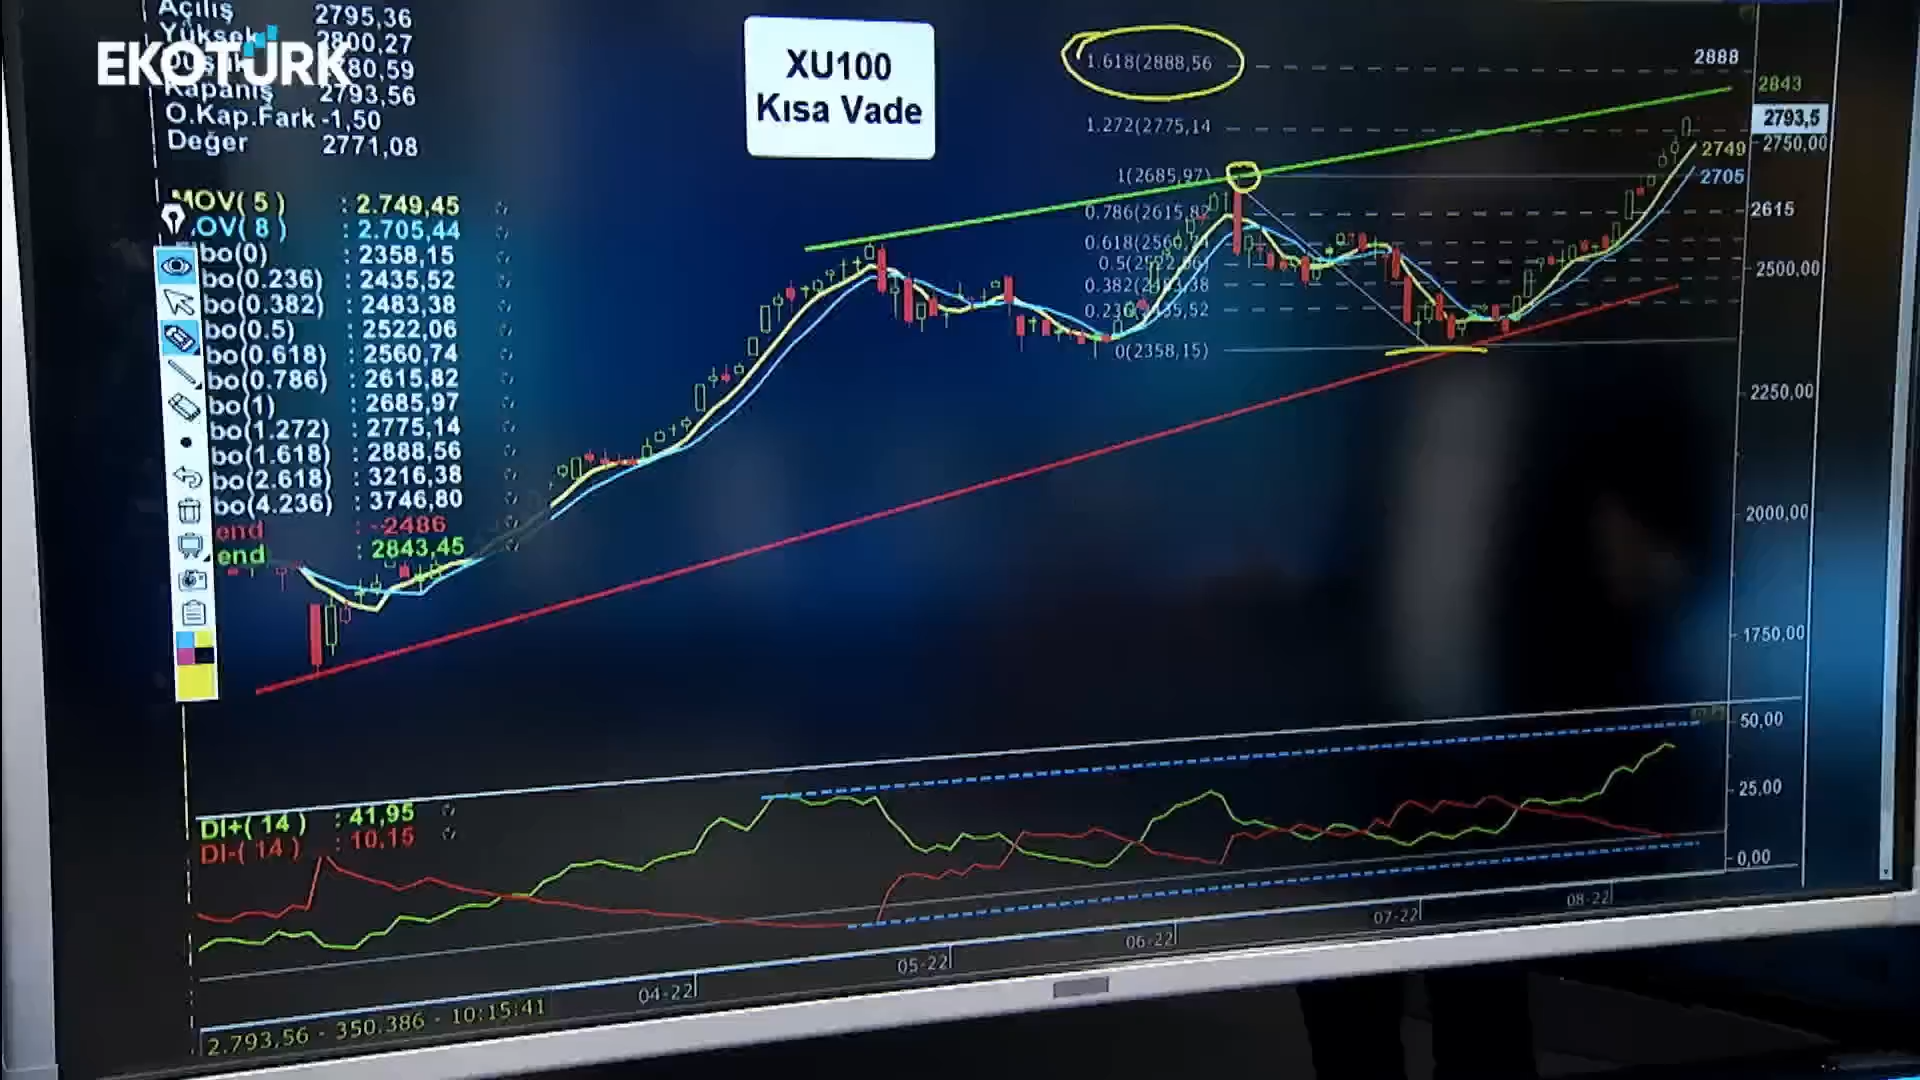 Açılış 2795,36
Yüksek 2800,27
EKOTÜRK
Kapanış 2793,56
O.Kap.Fark -1,50
Değer 2771,08
XU100
Kısa Vade
MOV( 5 ) : 2.749,45
OV( 8 ) : 2.705,44
bo(0) : 2358,15
bo(0.236) : 2435,52
bo(0.382) : 2483,38
bo(0.5) : 2522,06
bo(0.618) : 2560,74
bo(0.786) : 2615,82
bo(1) : 2685,97
bo(1.272) : 2775,14
bo(1.618) : 2888,56
bo(2.618) : 3216,38
bo(4.236) : 3746,80
end : -2486
end : 2843,45
1.618(2888,56
1.272(2775,14
1(2685,97)
0.786(2615,82
0.618(2560,74
0.5(2522,06)
0.382(2483,38
0.236(2435,52
0(2358,15)
2888
2843
2793,5
2750,00
2749
2705
2615
2500,00
2250,00
2000,00
1750,00
50,00
25,00
0,00
DI+( 14 ) : 41,95
DI-( 14 ) : 10,15
04-22
05-22
06-22
07-22
08-22
2.793,56 - 350.386 - 10:15:41